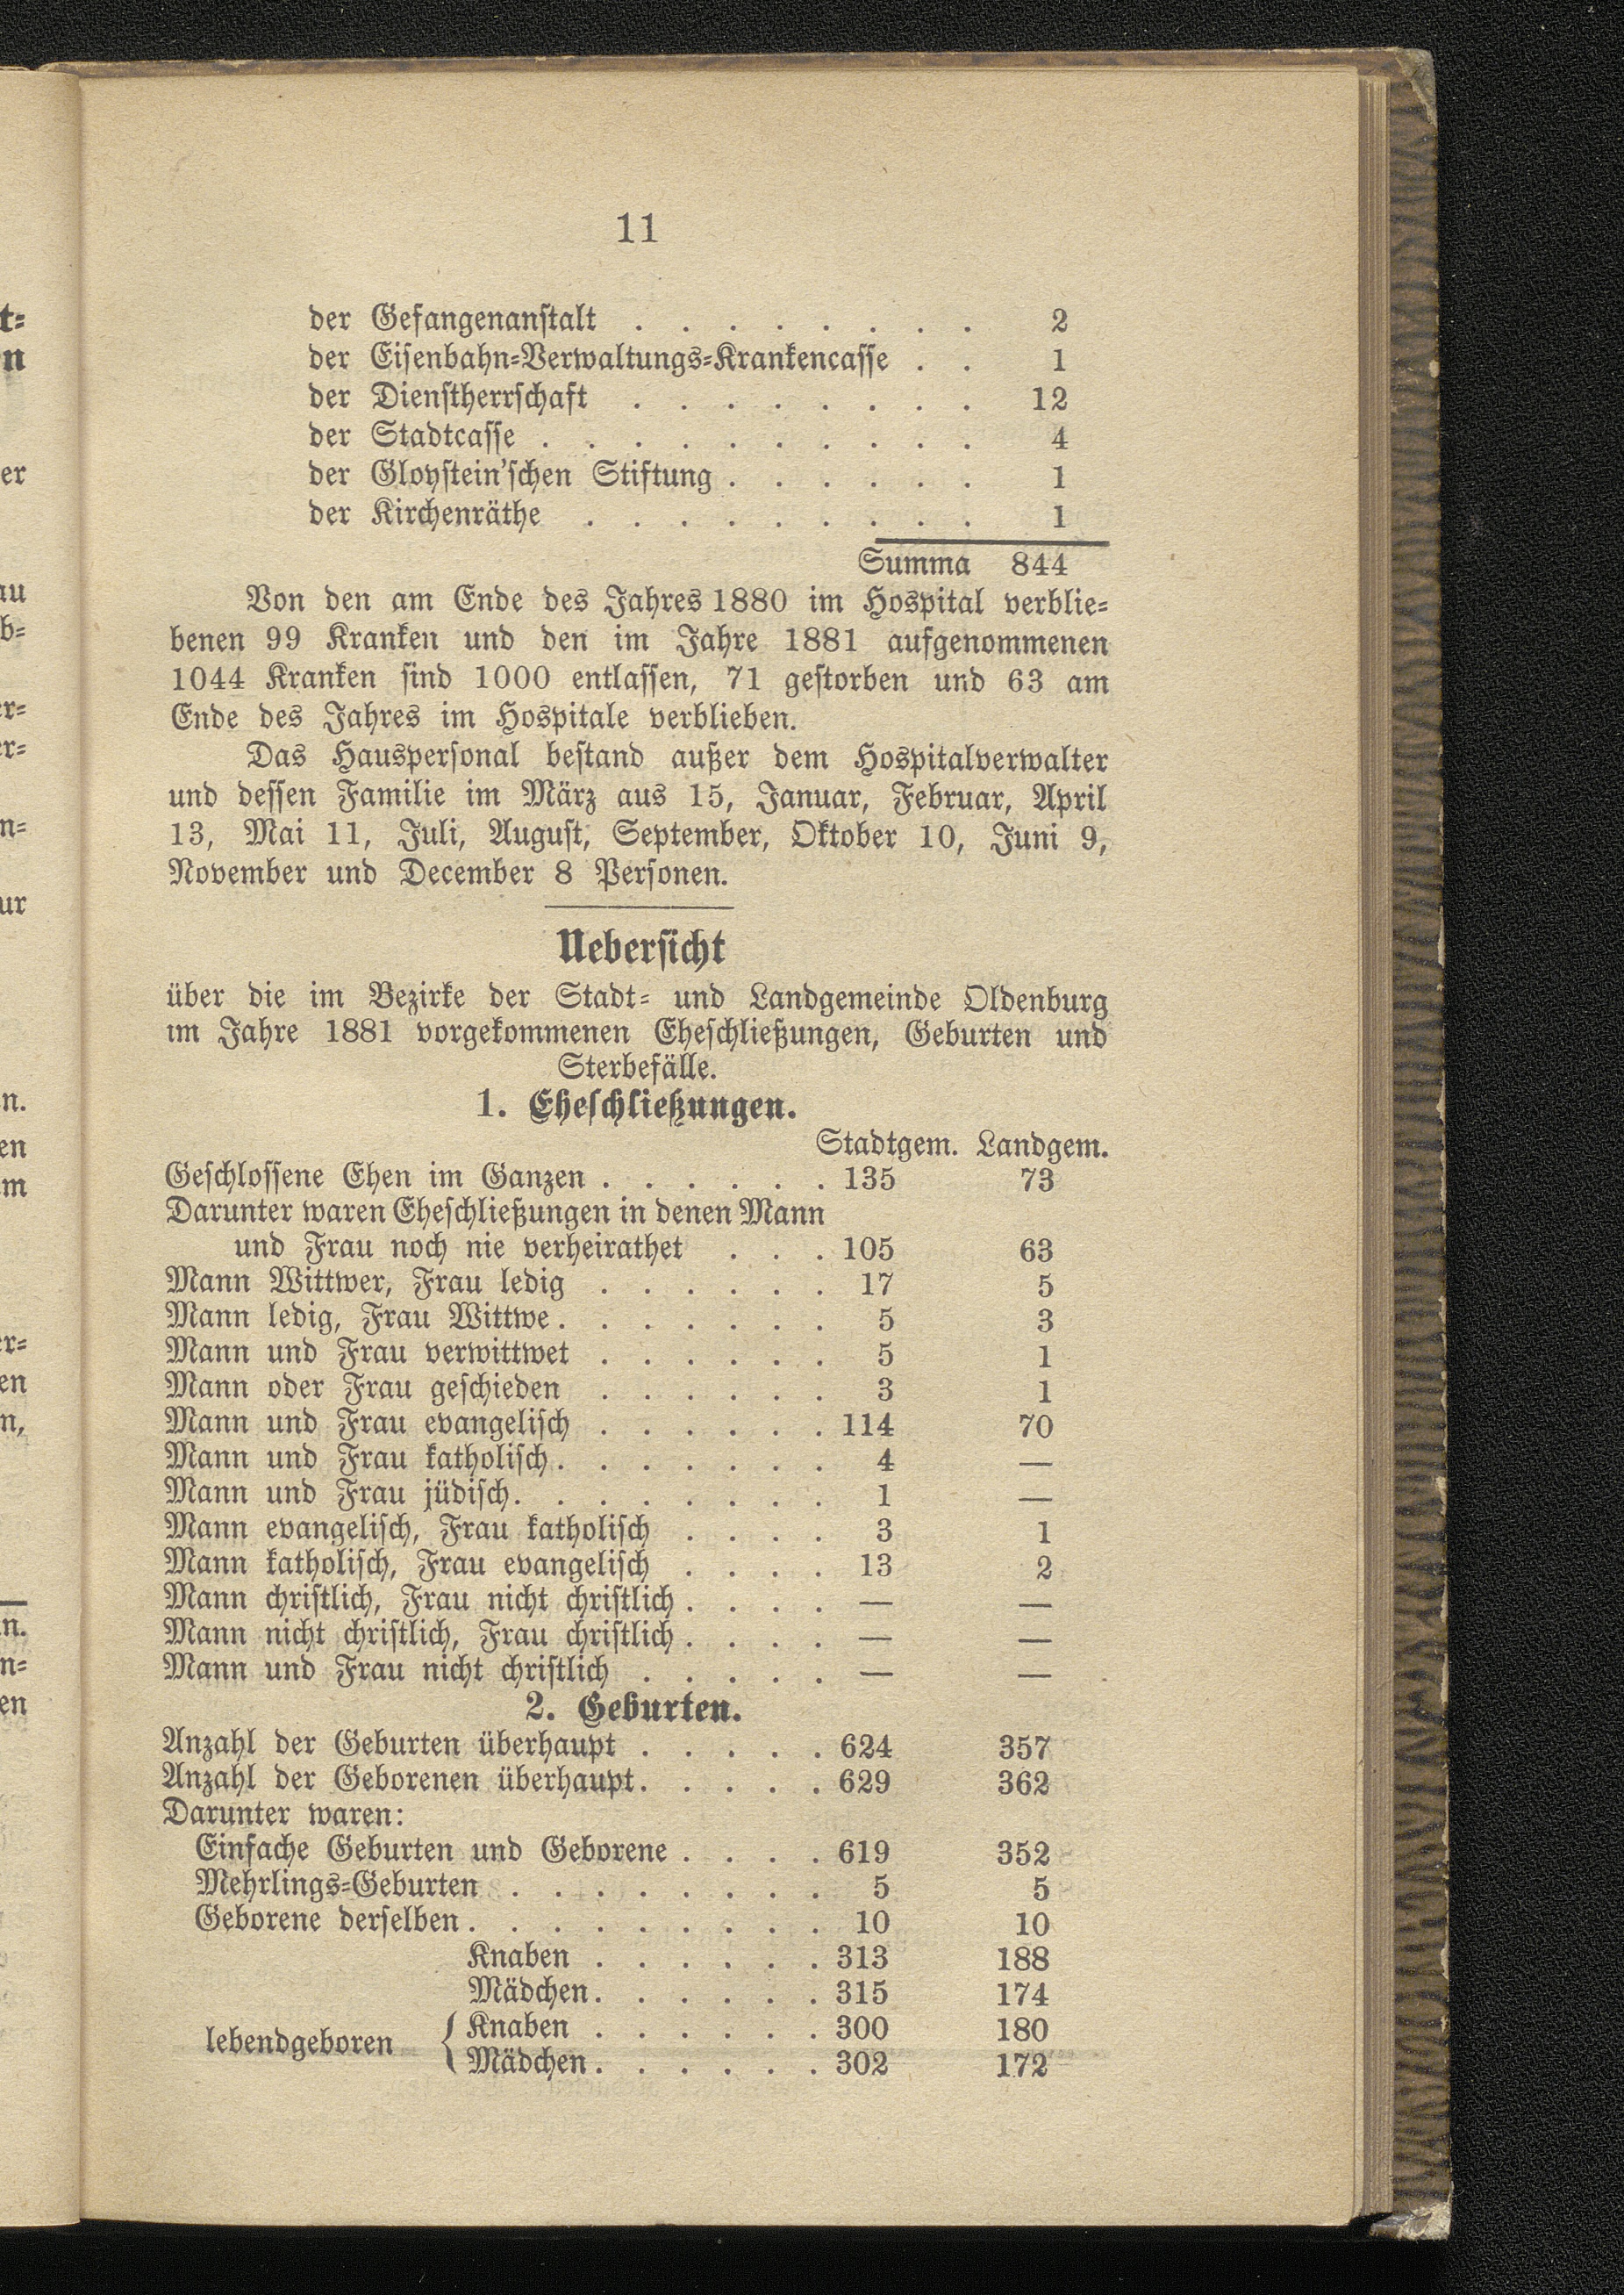 11
der Gefangenanstalt . . . . . . . . 2
der Eisenbahn-Verwaltungs-Krankencasse . . 1
der Dienstherrschaft . . . . . . . . 12
der Stadtcasse . . . . . . . . . . 4
der Gloystein'schen Stiftung . . . . . . 1
der Kirchenräthe . . . . . . . . . 1
Summa 844
Von den am Ende des Jahres 1880 im Hospital verblie-
benen 99 Kranken und den im Jahre 1881 aufgenommenen
1044 Kranken sind 1000 entlassen, 71 gestorben und 63 am
Ende des Jahres im Hospitale verblieben.
Das Hauspersonal bestand außer dem Hospitalverwalter
und dessen Familie im März aus 15, Januar, Februar, April
13, Mai 11, Juli, August, September, Oktober 10, Juni 9,
November und December 8 Personen.
Uebersicht
über die im Bezirke der Stadt- und Landgemeinde Oldenburg
im Jahre 1881 vorgekommenen Eheschließungen, Geburten und
Sterbefälle.
1. Eheschließungen.
Stadtgem. Landgem.
Geschlossene Ehen im Ganzen . . . . . . 135 73
Darunter waren Eheschließungen in denen Mann
und Frau noch nie verheirathet . . . 105 63
Mann Wittwer, Frau ledig . . . . . . 17 5
Mann ledig, Frau Wittwe . . . . . . . 5 3
Mann und Frau verwittwet . . . . . . 5 1
Mann oder Frau geschieden . . . . . . 3 1
Mann und Frau evangelisch . . . . . . 114 70
Mann und Frau katholisch . . . . . . . 4 —
Mann und Frau jüdisch . . . . . . . . 1 —
Mann evangelisch, Frau katholisch . . . . 3 1
Mann katholisch, Frau evangelisch . . . . 13 2
Mann christlich, Frau nicht christlich . . . . — —
Mann nicht christlich, Frau christlich . . . . — —
Mann und Frau nicht christlich . . . . . — —
2. Geburten.
Anzahl der Geburten überhaupt . . . . . 624 357
Anzahl der Geborenen überhaupt . . . . . 629 362
Darunter waren:
Einfache Geburten und Geborene . . . . 619 352
Mehrlings-Geburten . . . . . . . . 5 5
Geborene derselben . . . . . . . . . 10 10
Knaben . . . . . . 313 188
Mädchen . . . . . . 315 174
lebendgeboren { Knaben . . . . . . 300 180
Mädchen . . . . . . 302 172